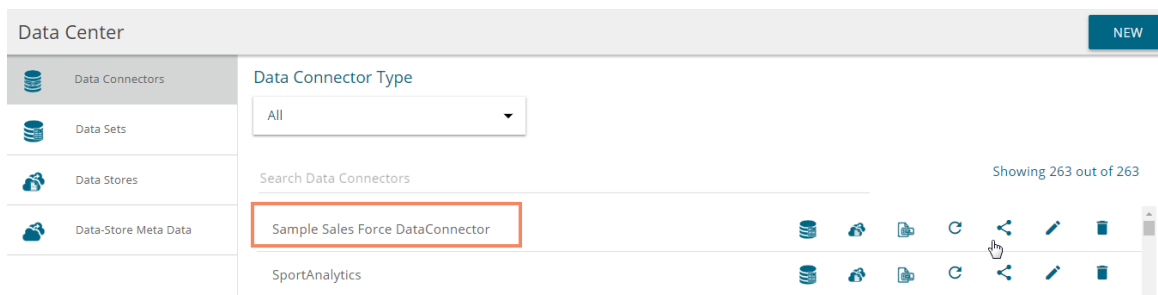 Data Center
NEW
Data Connectors
Data Sets
Data Stores
Data-Store Meta Data
Data Connector Type
All
Search Data Connectors
Showing 263 out of 263
Sample Sales Force DataConnector
SportAnalytics